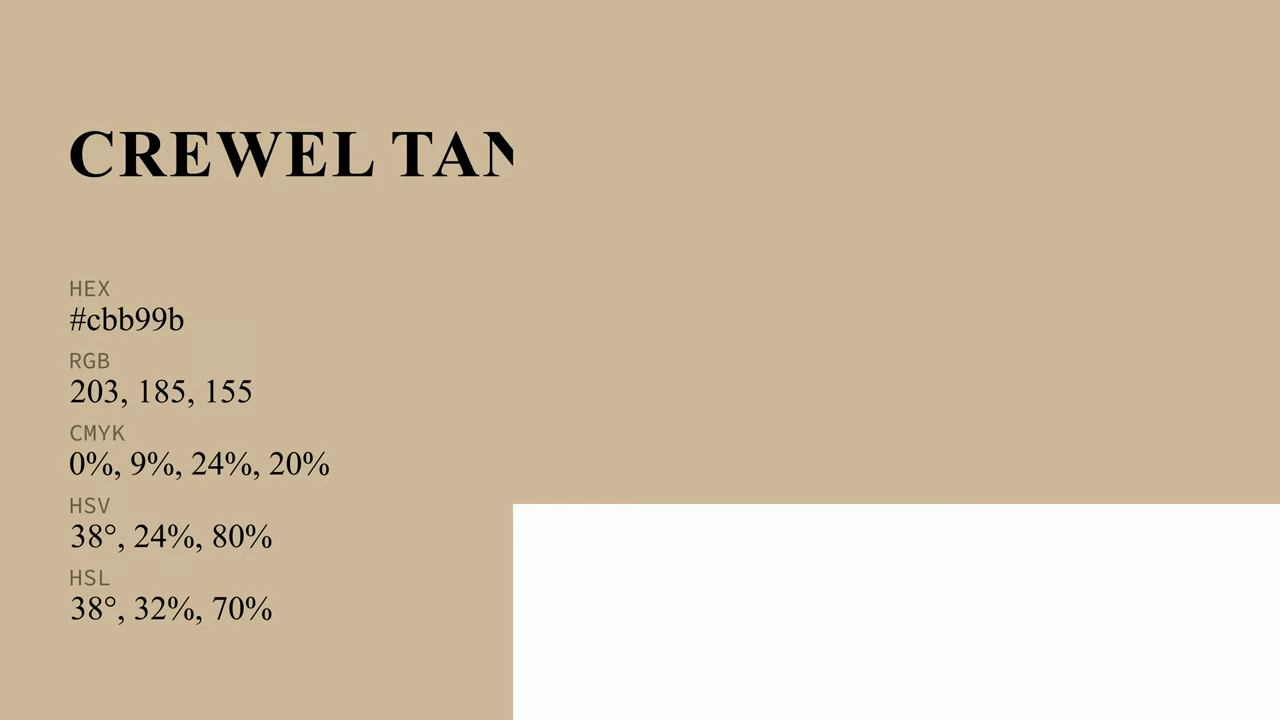 CREWEL TAN
HEX
#cbb99b
RGB
203, 185, 155
CMYK
0%, 9%, 24%, 20%
HSV
38°, 24%, 80%
HSL
38°, 32%, 70%